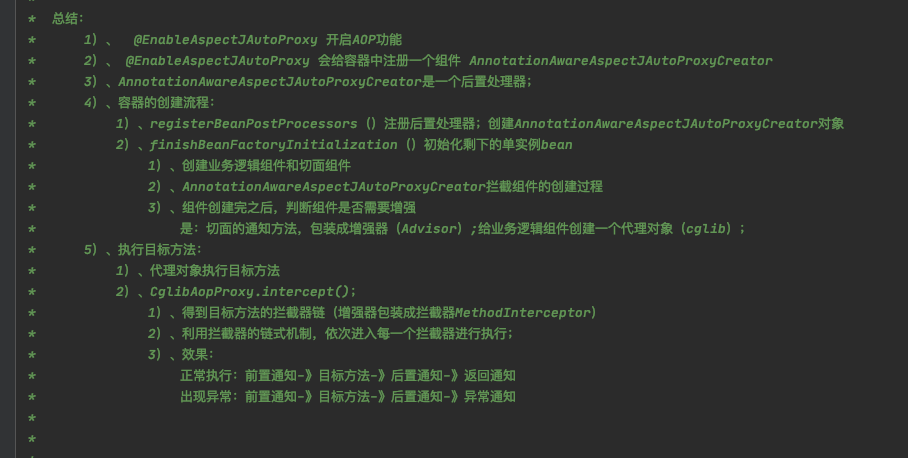 * 总结：
* 1）、 @EnableAspectJAutoProxy 开启AOP功能
* 2）、 @EnableAspectJAutoProxy 会给容器中注册一个组件 AnnotationAwareAspectJAutoProxyCreator
* 3）、AnnotationAwareAspectJAutoProxyCreator是一个后置处理器；
* 4）、容器的创建流程：
* 1）、registerBeanPostProcessors（）注册后置处理器；创建AnnotationAwareAspectJAutoProxyCreator对象
* 2）、finishBeanFactoryInitialization（）初始化剩下的单实例bean
* 1）、创建业务逻辑组件和切面组件
* 2）、AnnotationAwareAspectJAutoProxyCreator拦截组件的创建过程
* 3）、组件创建完之后，判断组件是否需要增强
* 是：切面的通知方法，包装成增强器（Advisor）;给业务逻辑组件创建一个代理对象（cglib）；
* 5）、执行目标方法：
* 1）、代理对象执行目标方法
* 2）、CglibAopProxy.intercept()；
* 1）、得到目标方法的拦截器链（增强器包装成拦截器MethodInterceptor）
* 2）、利用拦截器的链式机制，依次进入每一个拦截器进行执行；
* 3）、效果：
* 正常执行：前置通知-》目标方法-》后置通知-》返回通知
* 出现异常：前置通知-》目标方法-》后置通知-》异常通知
*
*
*